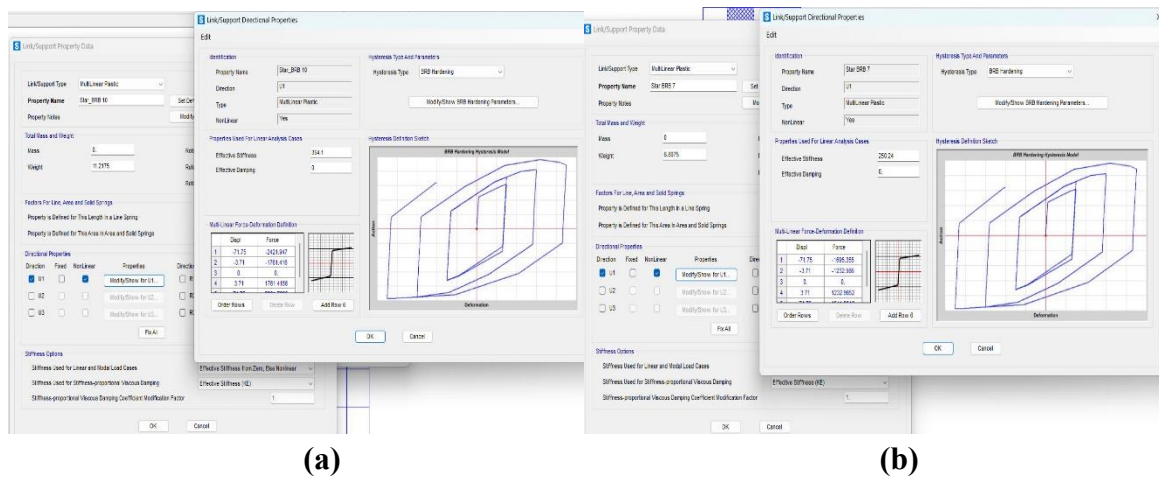 Link/Support Property Data
Link/Support Type MultiLinear Plastic
Property Name Star_BRB 10
Property Notes
Total Mass and Weight
Mass 0.
Weight 11.2175
Factors For Line, Area and Solid Springs
Property is Defined for This Length In a Line Spring
Property is Defined for This Area In Area and Solid Springs
Directional Properties
Direction Fixed NonLinear Properties
U1 Modify/Show for U1...
U2 Modify/Show for U2...
U3 Modify/Show for U3...
Fix All
Stiffness Options
Stiffness Used for Linear and Modal Load Cases Effective Stiffness from Zero, Else Nonlinear
Stiffness Used for Stiffness-proportional Viscous Damping Effective Stiffness (KE)
Stiffness-proportional Viscous Damping Coefficient Modification Factor 1.
OK Cancel
Link/Support Directional Properties
Edit
Identification
Property Name Star_BRB 10
Direction U1
Type MultiLinear Plastic
NonLinear Yes
Hysteresis Type And Parameters
Hysteresis Type BRB Hardening
Modify/Show BRB Hardening Parameters...
Properties Used For Linear Analysis Cases
Effective Stiffness
Effective Damping
Hysteresis Definition Sketch
BRB Hardening Hysteresis Model
Action
Deformation
Multi-Linear Force-Deformation Definition
Displ Force
1 -71.75
2 -3.71
3 0. 0.
4 3.71
Order Rows Delete Row Add Row
OK Cancel
(a)
Link/Support Property Data
Link/Support Type MultiLinear Plastic
Property Name Star BRB 7
Property Notes
Total Mass and Weight
Mass 0
Weight
Factors For Line, Area and Solid Springs
Property is Defined for This Length In a Line Spring
Property is Defined for This Area In Area and Solid Springs
Directional Properties
Direction Fixed NonLinear Properties
U1 Modify/Show for U1...
U2 Modify/Show for U2...
U3 Modify/Show for U3...
Fix All
Stiffness Options
Stiffness Used for Linear and Modal Load Cases
Stiffness Used for Stiffness-proportional Viscous Damping Effective Stiffness (KE)
Stiffness-proportional Viscous Damping Coefficient Modification Factor 1.
OK Cancel
Link/Support Directional Properties
Edit
Identification
Property Name Star BRB 7
Direction U1
Type MultiLinear Plastic
NonLinear Yes
Hysteresis Type And Parameters
Hysteresis Type BRB Hardening
Modify/Show BRB Hardening Parameters...
Properties Used For Linear Analysis Cases
Effective Stiffness 250.24
Effective Damping 0.
Hysteresis Definition Sketch
BRB Hardening Hysteresis Model
Action
Deformation
Multi-Linear Force-Deformation Definition
Displ Force
1 -71.75
2 -3.71
3 0. 0.
4 3.71
Order Rows Delete Row Add Row
OK Cancel
(b)